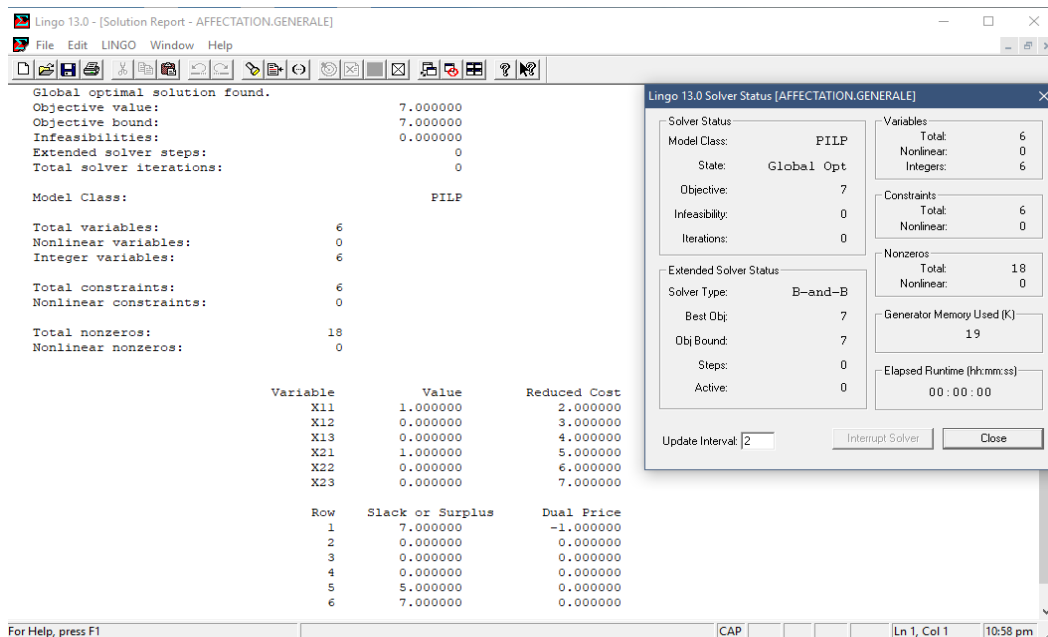 Lingo 13.0 - [Solution Report - AFFECTATION.GENERALE]
File Edit LINGO Window Help
Global optimal solution found.
Objective value: 7.000000
Objective bound: 7.000000
Infeasibilities: 0.000000
Extended solver steps: 0
Total solver iterations: 0
Model Class: PILP
Total variables: 6
Nonlinear variables: 0
Integer variables: 6
Total constraints: 6
Nonlinear constraints: 0
Total nonzeros: 18
Nonlinear nonzeros: 0
Variable Value Reduced Cost
X11 1.000000 2.000000
X12 0.000000 3.000000
X13 0.000000 4.000000
X21 1.000000 5.000000
X22 0.000000 6.000000
X23 0.000000 7.000000
Row Slack or Surplus Dual Price
1 7.000000 -1.000000
2 0.000000 0.000000
3 0.000000 0.000000
4 0.000000 0.000000
5 5.000000 0.000000
6 7.000000 0.000000
Lingo 13.0 Solver Status [AFFECTATION.GENERALE]
Solver Status
Model Class: PILP
State: Global Opt
Objective: 7
Infeasibility: 0
Iterations: 0
Extended Solver Status
Solver Type: B-and-B
Best Obj: 7
Obj Bound: 7
Steps: 0
Active: 0
Update Interval: 2
Variables
Total: 6
Nonlinear: 0
Integers: 6
Constraints
Total: 6
Nonlinear: 0
Nonzeros
Total: 18
Nonlinear: 0
Generator Memory Used (K)
19
Elapsed Runtime (hh:mm:ss)
00:00:00
Interrupt Solver
Close
For Help, press F1
CAP
Ln 1, Col 1
10:58 pm